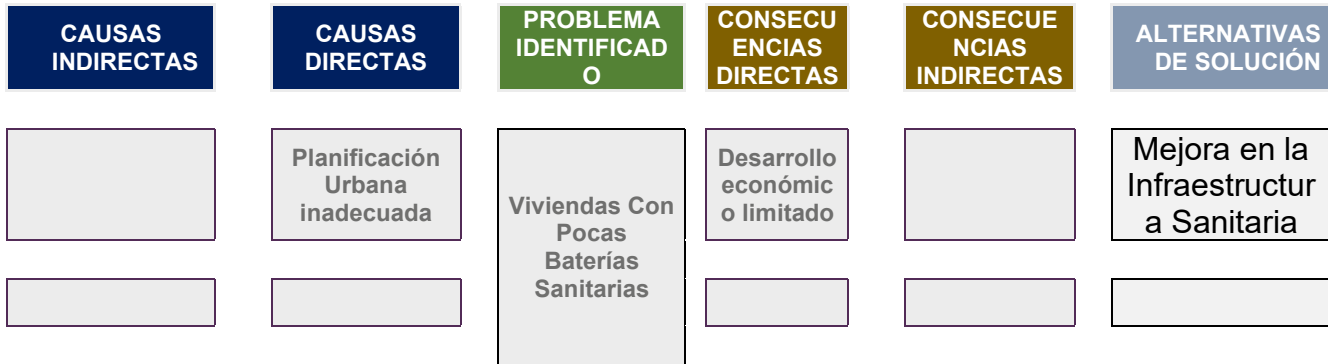 CAUSAS
INDIRECTAS
CAUSAS
DIRECTAS
PROBLEMA
IDENTIFICAD
O
CONSECU
ENCIAS
DIRECTAS
CONSECUE
NCIAS
INDIRECTAS
ALTERNATIVAS
DE SOLUCIÓN
Planificación
Urbana
inadecuada
Viviendas Con
Pocas
Baterías
Sanitarias
Desarrollo
económic
o limitado
Mejora en la
Infraestructur
a Sanitaria